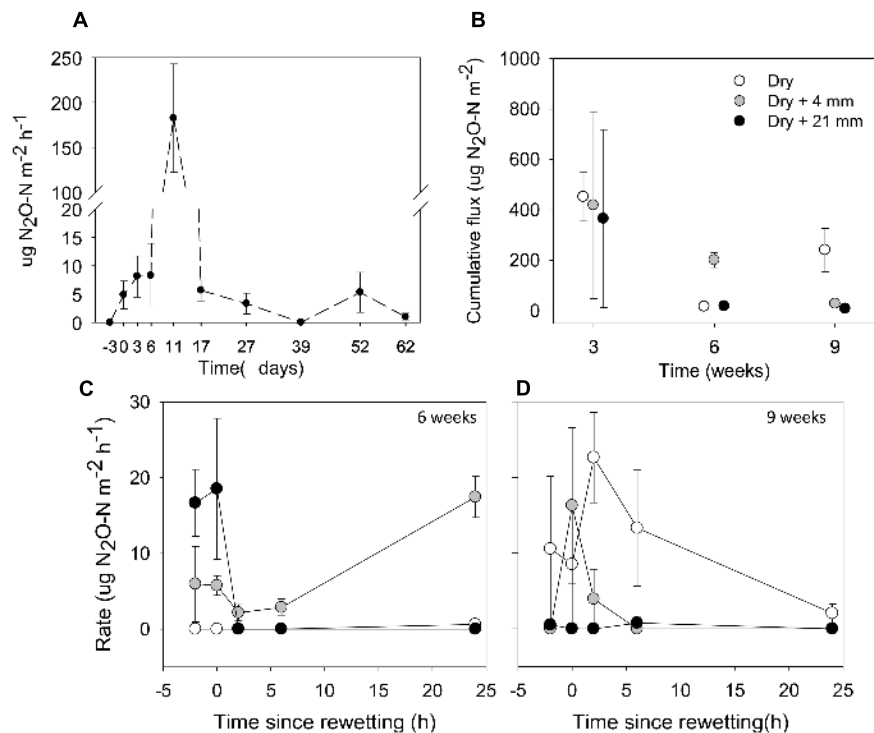 A
ug N₂O-N m⁻² h⁻¹
250
200
150
100
20
15
10
5
0
-3 0 3 6 11 17 27 39 52 62
Time( days)
B
Cumulative flux (ug N₂O-N m⁻²)
1000
800
600
400
200
0
Dry
Dry + 4 mm
Dry + 21 mm
3 6 9
Time (weeks)
C
Rate (ug N₂O-N m⁻² h⁻¹)
30
20
10
0
6 weeks
-5 0 5 10 15 20 25
Time since rewetting (h)
D
9 weeks
-5 0 5 10 15 20 25
Time since rewetting(h)